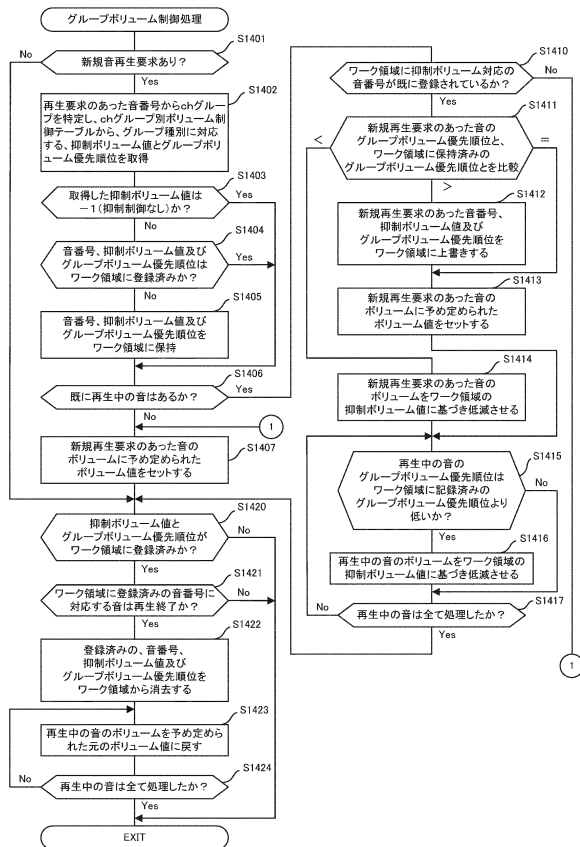 グループボリューム制御処理
S1401
新規音再生要求あり?
No
Yes
S1402
再生要求のあった音番号からchグルー
プを特定し、chグループ別ボリューム制
御テーブルから、グループ種別に対応
する、抑制ボリューム値とグループボリ
ューム優先順位を取得
S1403
取得した抑制ボリューム値は
-1(抑制制御なし)か?
Yes
No
S1404
音番号、抑制ボリューム値及び
グループボリューム優先順位は
ワーク領域に登録済みか?
Yes
No
S1405
音番号、抑制ボリューム値及び
グループボリューム優先順位を
ワーク領域に保持
S1406
既に再生中の音はあるか?
Yes
No
1
S1407
新規再生要求のあった音の
ボリュームに予め定められた
ボリューム値をセットする
S1420
抑制ボリューム値と
グループボリューム優先順位が
ワーク領域に登録済みか?
No
Yes
S1421
ワーク領域に登録済みの音番号に
対応する音は再生終了か?
No
Yes
S1422
登録済みの、音番号、
抑制ボリューム値及び
グループボリューム優先順位を
ワーク領域から消去する
S1423
再生中の音のボリュームを予め定めら
れた元のボリューム値に戻す
S1424
再生中の音は全て処理したか?
No
Yes
EXIT
S1410
ワーク領域に抑制ボリューム対応の
音番号が既に登録されているか?
No
Yes
S1411
新規再生要求のあった音の
グループボリューム優先順位と、
ワーク領域に保持済みの
グループボリューム優先順位とを比較
<
=
>
S1412
新規再生要求のあった音番号、
抑制ボリューム値及び
グループボリューム優先順位を
ワーク領域に上書きする
S1413
新規再生要求のあった音の
ボリュームに予め定められた
ボリューム値をセットする
S1414
新規再生要求のあった音の
ボリュームをワーク領域の
抑制ボリューム値に基づき低減させる
S1415
再生中の音の
グループボリューム優先順位は
ワーク領域に記録済みの
グループボリューム優先順位より
低いか?
No
Yes
S1416
再生中の音のボリュームをワーク領域の
抑制ボリューム値に基づき低減させる
S1417
再生中の音は全て処理したか?
No
Yes
1